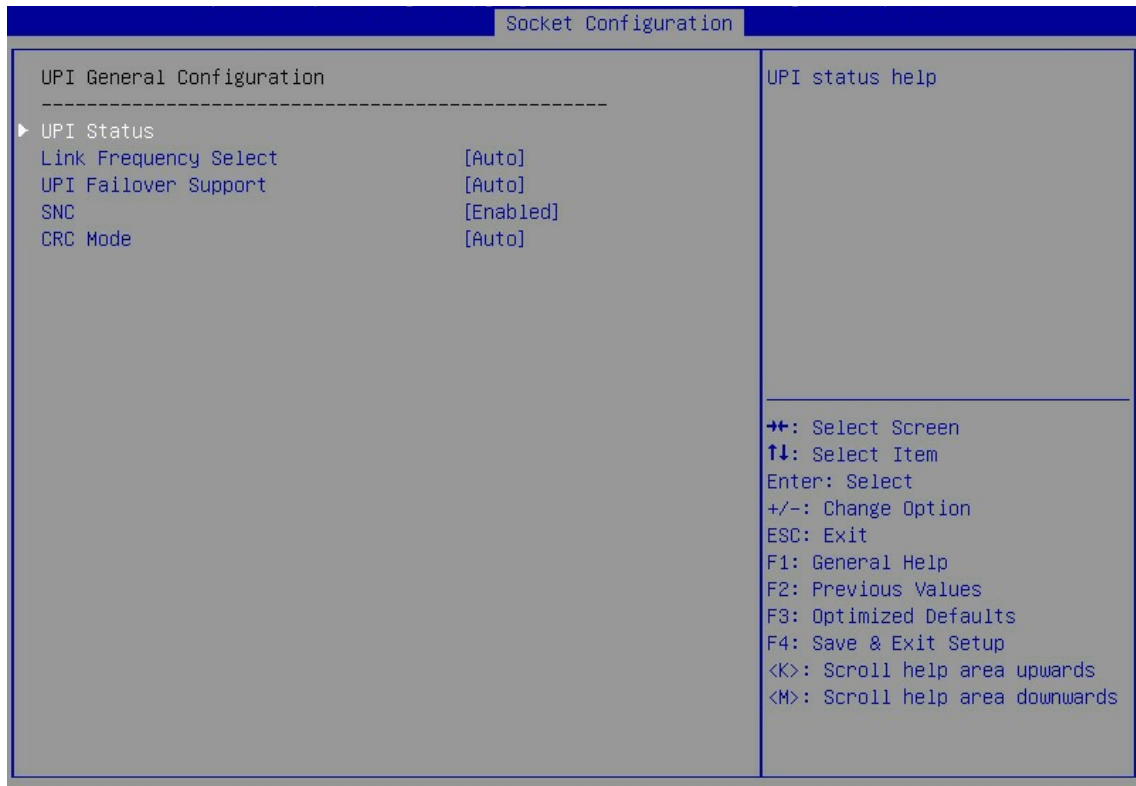 Socket Configuration
UPI General Configuration
--------------------------------------------------
UPI Status
Link Frequency Select [Auto]
UPI Failover Support [Auto]
SNC [Enabled]
CRC Mode [Auto]
UPI status help
→←: Select Screen
↑↓: Select Item
Enter: Select
+/-: Change Option
ESC: Exit
F1: General Help
F2: Previous Values
F3: Optimized Defaults
F4: Save & Exit Setup
<K>: Scroll help area upwards
<M>: Scroll help area downwards